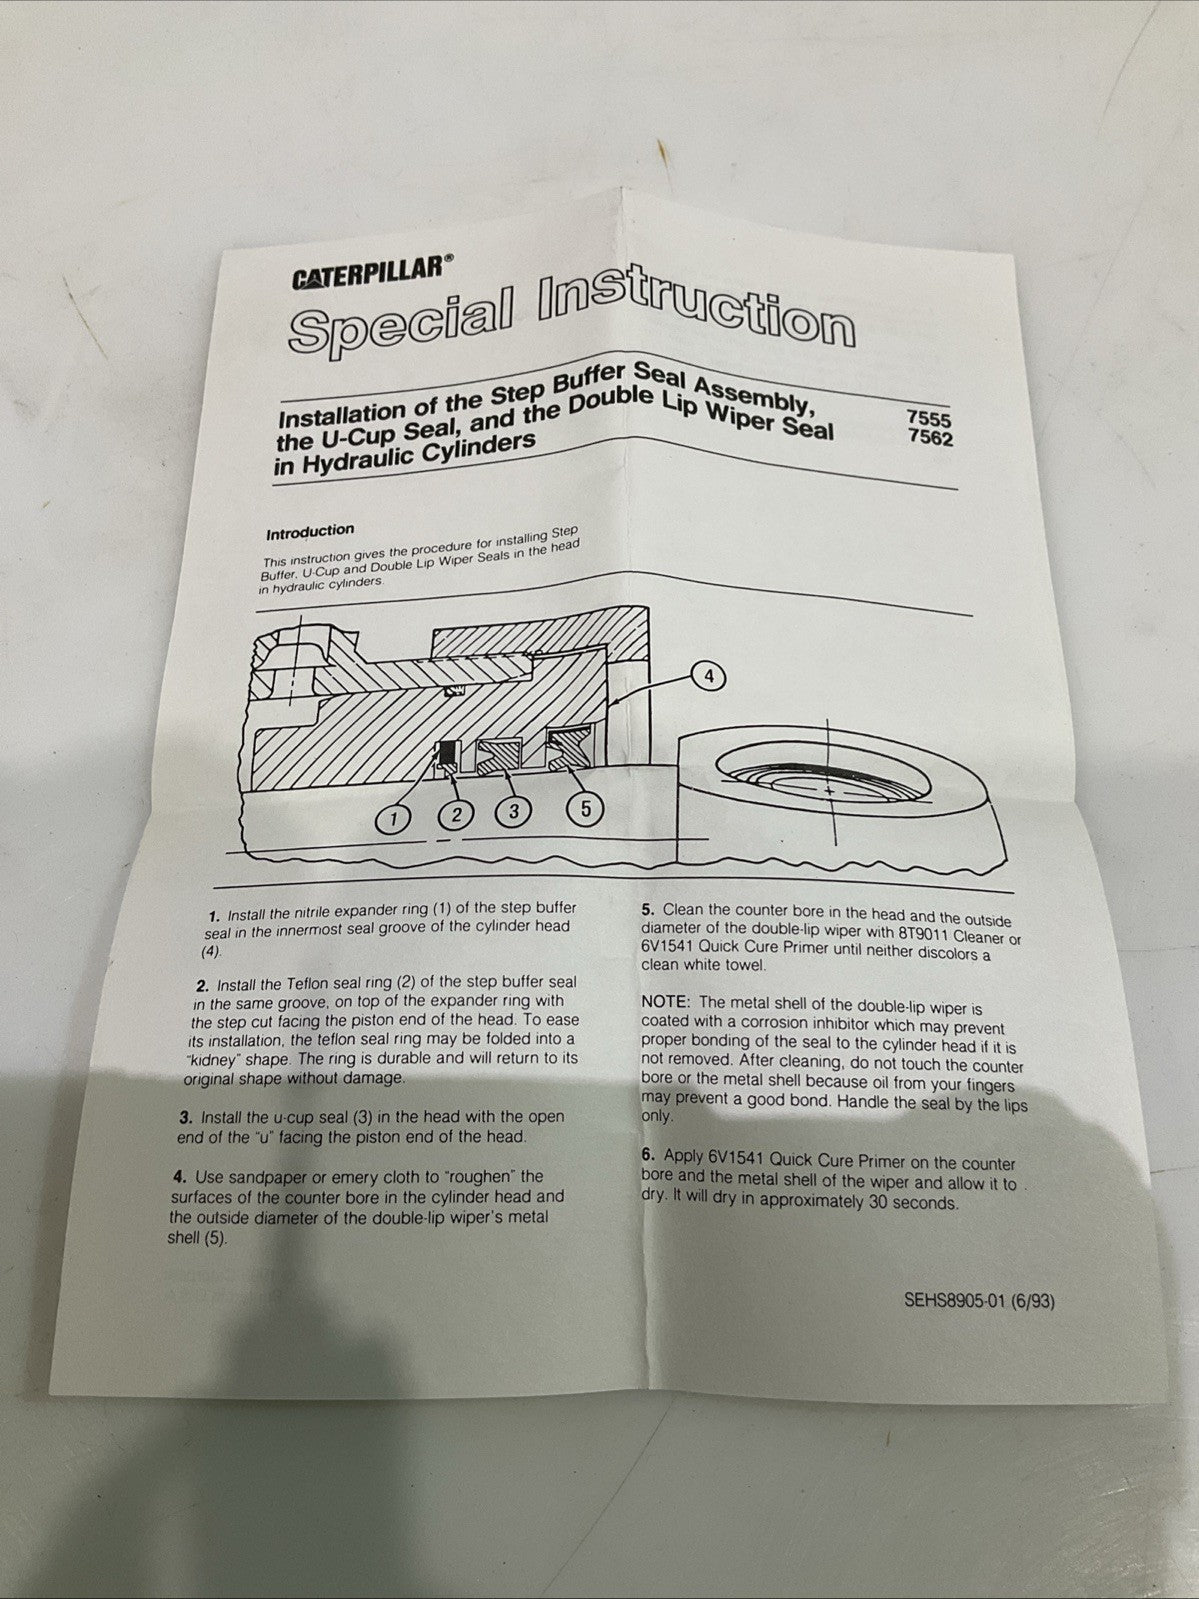 CATERPILLAR®
Special Instruction
Installation of the Step Buffer Seal Assembly,
the U-Cup Seal, and the Double Lip Wiper Seal
in Hydraulic Cylinders
7555
7562
Introduction
This instruction gives the procedure for installing Step
Buffer, U-Cup and Double Lip Wiper Seals in the head
in hydraulic cylinders.
4
1
2
3
5
1. Install the nitrile expander ring (1) of the step buffer
seal in the innermost seal groove of the cylinder head
(4).
2. Install the Teflon seal ring (2) of the step buffer seal
in the same groove, on top of the expander ring with
the step cut facing the piston end of the head. To ease
its installation, the teflon seal ring may be folded into a
"kidney" shape. The ring is durable and will return to its
original shape without damage.
3. Install the u-cup seal (3) in the head with the open
end of the "u" facing the piston end of the head.
4. Use sandpaper or emery cloth to "roughen" the
surfaces of the counter bore in the cylinder head and
the outside diameter of the double-lip wiper's metal
shell (5).
5. Clean the counter bore in the head and the outside
diameter of the double-lip wiper with 8T9011 Cleaner or
6V1541 Quick Cure Primer until neither discolors a
clean white towel.
NOTE: The metal shell of the double-lip wiper is
coated with a corrosion inhibitor which may prevent
proper bonding of the seal to the cylinder head if it is
not removed. After cleaning, do not touch the counter
bore or the metal shell because oil from your fingers
may prevent a good bond. Handle the seal by the lips
only.
6. Apply 6V1541 Quick Cure Primer on the counter
bore and the metal shell of the wiper and allow it to
dry. It will dry in approximately 30 seconds.
SEHS8905-01 (6/93)